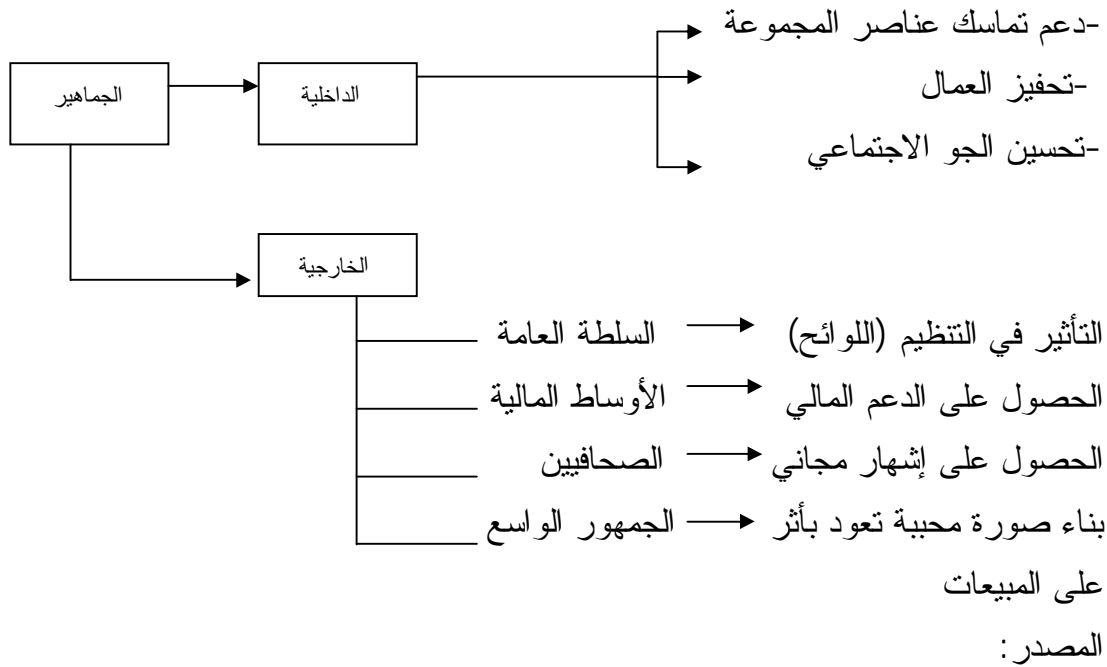 -دعم تماسك عناصر المجموعة
الجماهير
الداخلية
-تحفيز العمال
-تحسين الجو الاجتماعي
الخارجية
السلطة العامة
التأثير في التنظيم (اللوائح)
الأوساط المالية
الحصول على الدعم المالي
الصحافيين
الحصول على إشهار مجاني
الجمهور الواسع
بناء صورة محببة تعود بأثر
على المبيعات
المصدر: